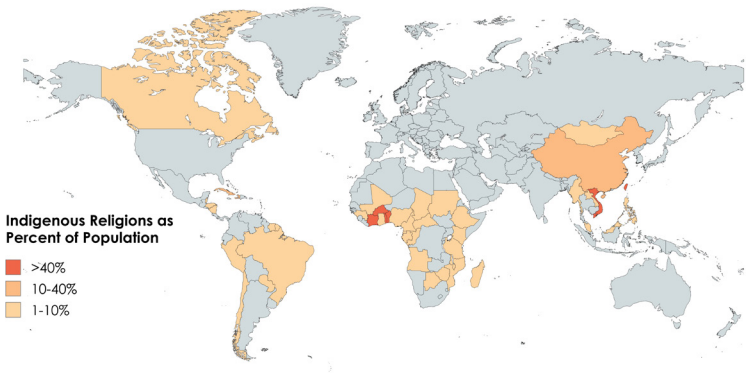 Indigenous Religions as
Percent of Population
>40%
10-40%
1-10%